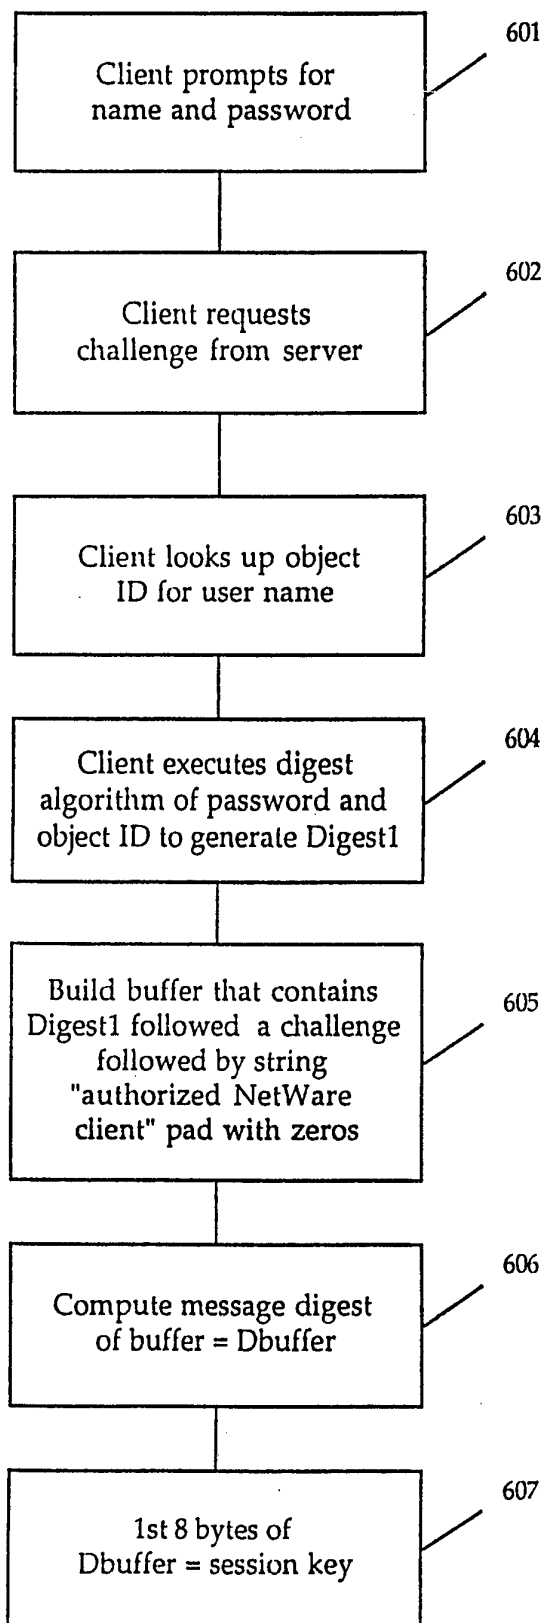 601
Client prompts for
name and password
602
Client requests
challenge from server
603
Client looks up object
ID for user name
604
Client executes digest
algorithm of password and
object ID to generate Digest1
605
Build buffer that contains
Digest1 followed a challenge
followed by string
"authorized NetWare
client" pad with zeros
606
Compute message digest
of buffer = Dbuffer
607
1st 8 bytes of
Dbuffer = session key